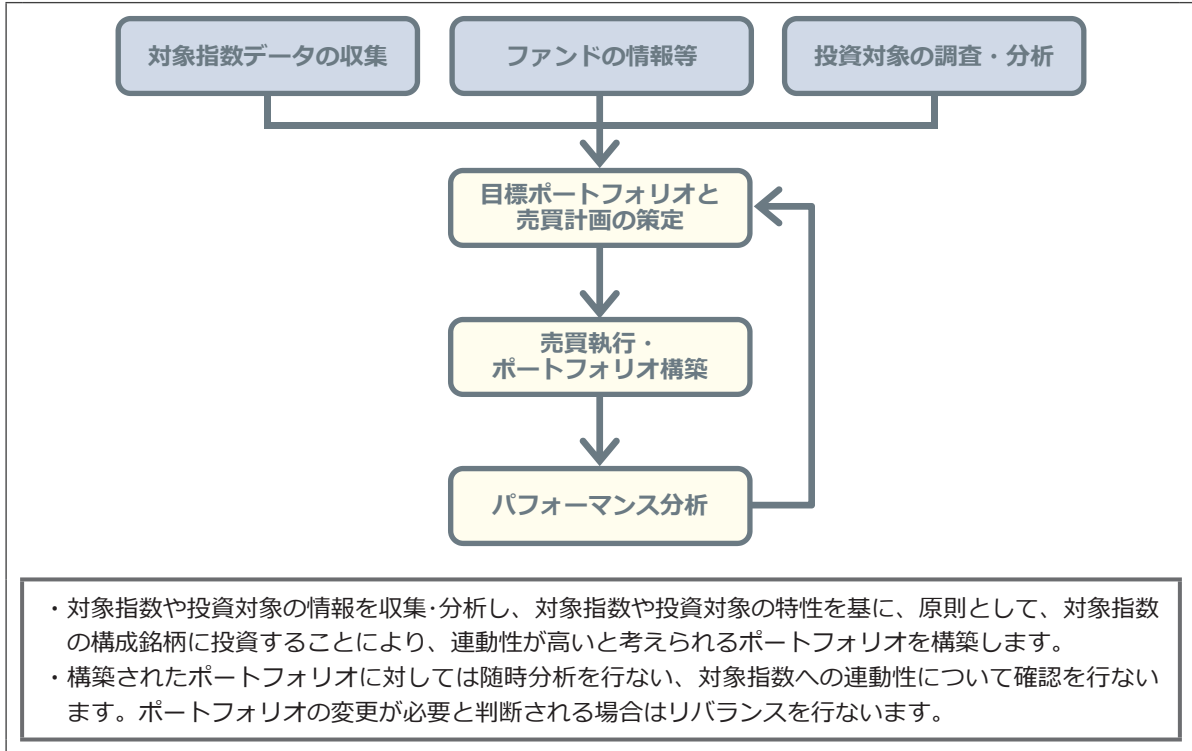 対象指数データの収集
ファンドの情報等
投資対象の調査・分析
目標ポートフォリオと
売買計画の策定
売買執行・
ポートフォリオ構築
パフォーマンス分析
・対象指数や投資対象の情報を収集･分析し、対象指数や投資対象の特性を基に、原則として、対象指数
の構成銘柄に投資することにより、連動性が高いと考えられるポートフォリオを構築します。
・構築されたポートフォリオに対しては随時分析を行ない、対象指数への連動性について確認を行ない
ます。ポートフォリオの変更が必要と判断される場合はリバランスを行ないます。